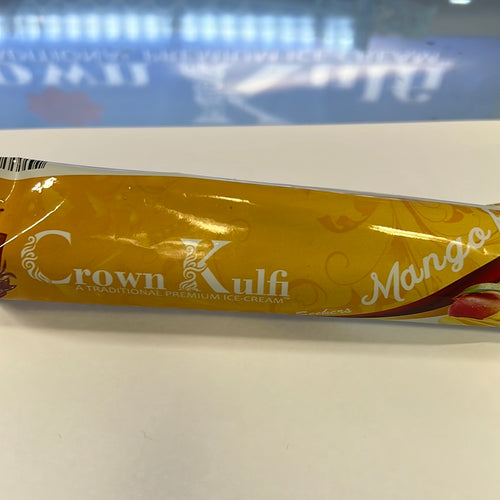 Crown Kulfi
A TRADITIONAL PREMIUM ICE-CREAM
Mango